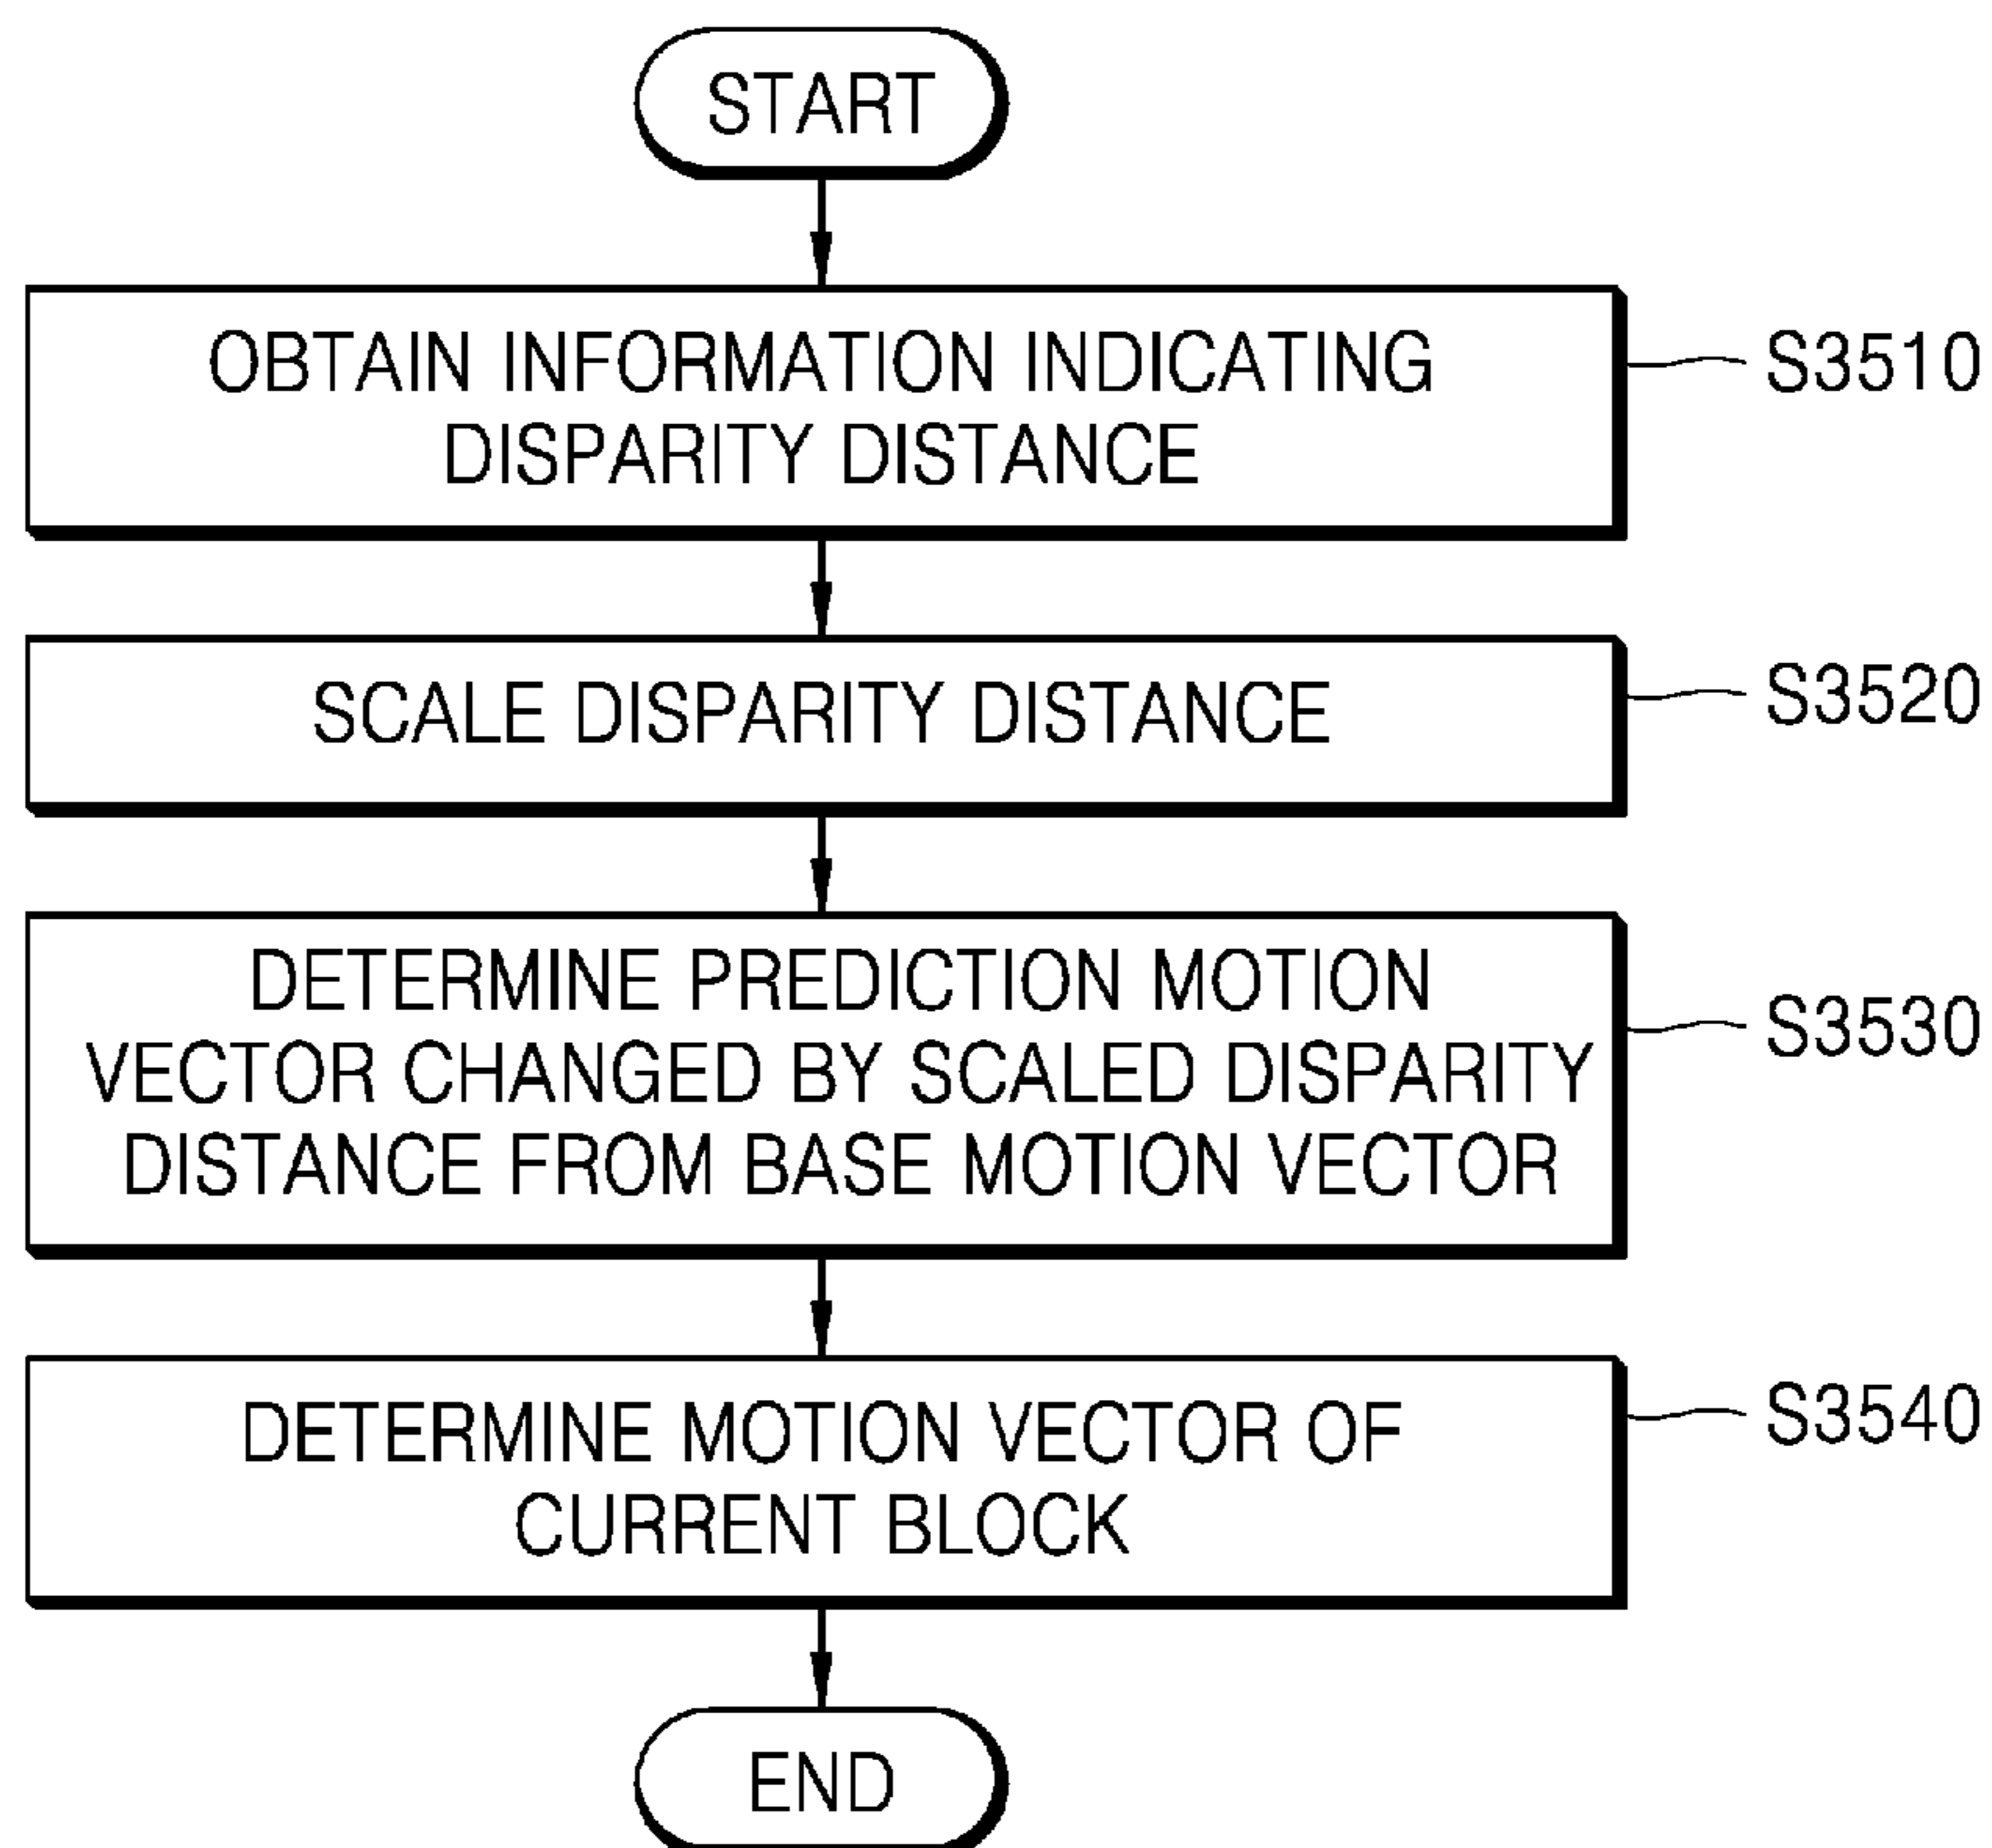 START
OBTAIN INFORMATION INDICATING
DISPARITY DISTANCE
S3510
SCALE DISPARITY DISTANCE
S3520
DETERMINE PREDICTION MOTION
VECTOR CHANGED BY SCALED DISPARITY
DISTANCE FROM BASE MOTION VECTOR
S3530
DETERMINE MOTION VECTOR OF
CURRENT BLOCK
S3540
END